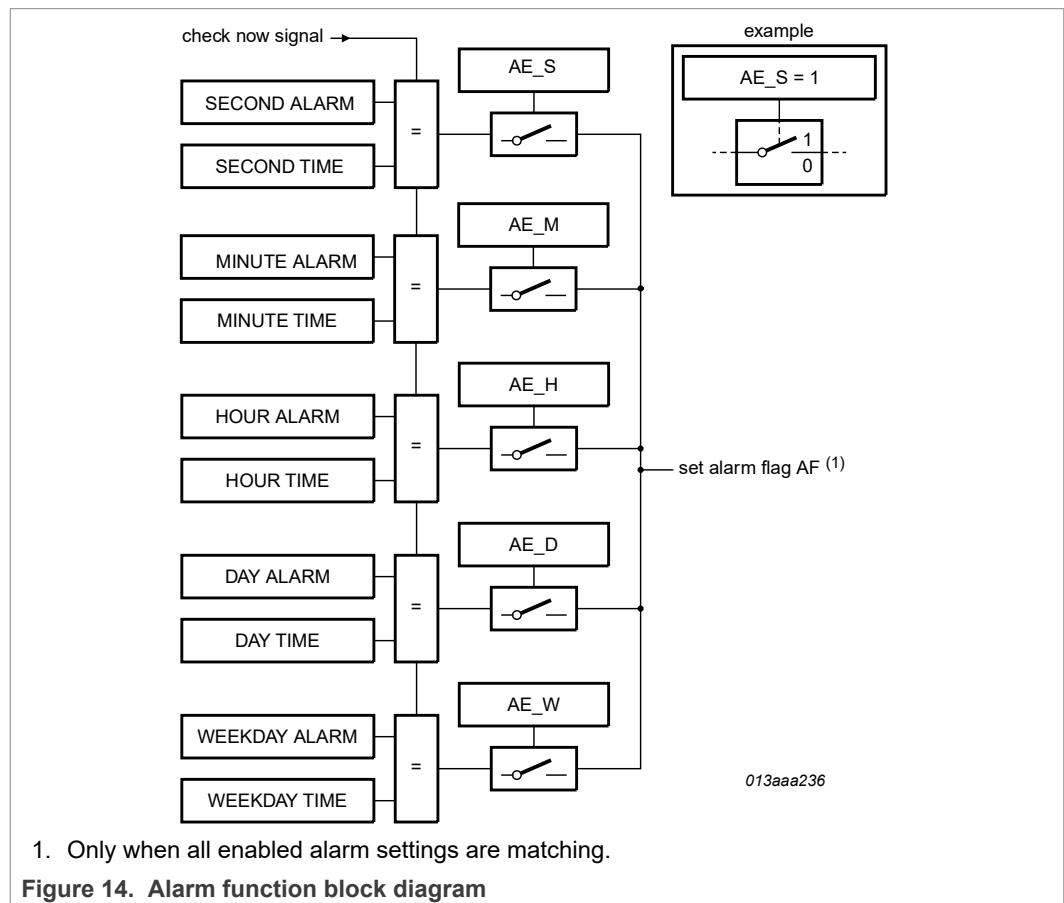 check now signal
example
AE_S
AE_S = 1
SECOND ALARM
=
1
SECOND TIME
0
AE_M
MINUTE ALARM
=
MINUTE TIME
AE_H
HOUR ALARM
=
set alarm flag AF (1)
HOUR TIME
AE_D
DAY ALARM
=
DAY TIME
AE_W
WEEKDAY ALARM
=
013aaa236
WEEKDAY TIME
1. Only when all enabled alarm settings are matching.
Figure 14. Alarm function block diagram